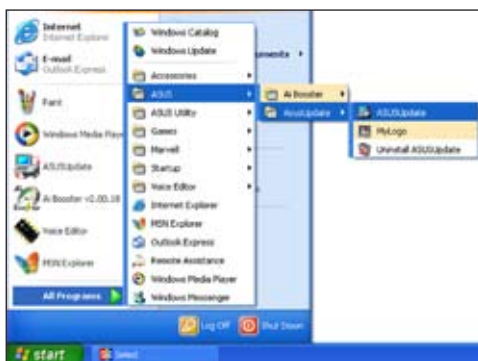 Internet
Internet Explorer
E-mail
Outlook Express
Paint
Windows Media Player
ASUSUpdate
Ai Booster v2.00.18
Voice Editor
MSN Explorer
All Programs
Windows Catalog
Windows Update
Accessories
ASUS
ASUS Utility
Games
Marvell
Startup
Voice Editor
Internet Explorer
MSN Explorer
Outlook Express
Remote Assistance
Windows Media Player
Windows Messenger
Ai Booster
AsusUpdate
ASUSUpdate
MyLogo
Uninstall ASUSUpdate
Log Off
Shut Down
start